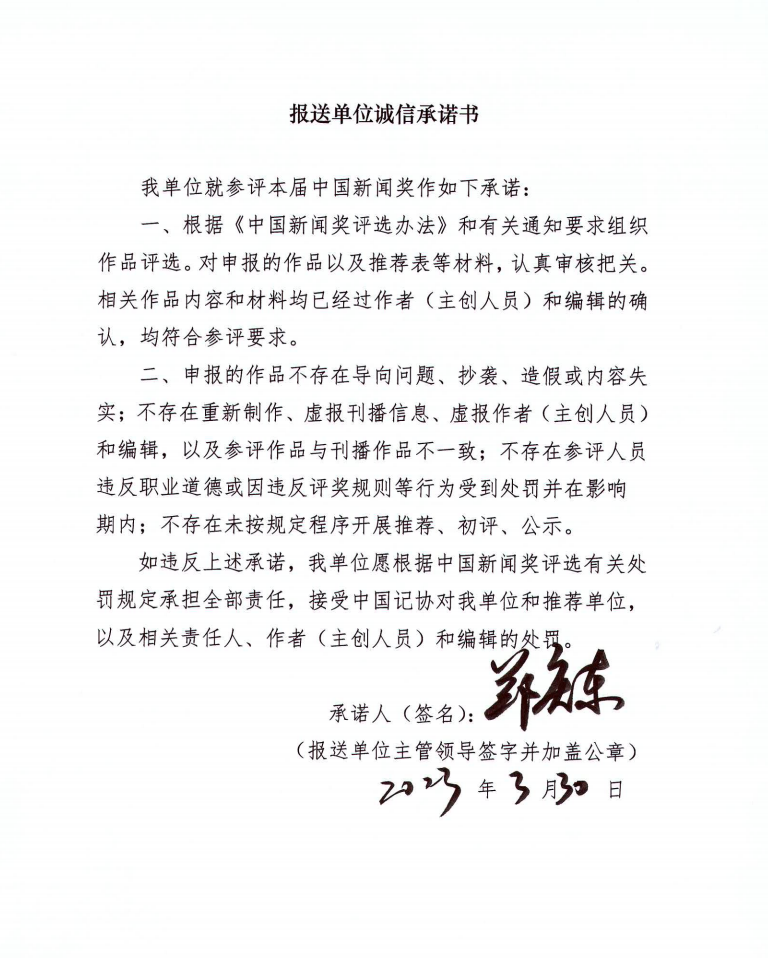 报送单位诚信承诺书
我单位就参评本届中国新闻奖作如下承诺：
一、根据《中国新闻奖评选办法》和有关通知要求组织
作品评选。对申报的作品以及推荐表等材料，认真审核把关。
相关作品内容和材料均已经过作者（主创人员）和编辑的确
认，均符合参评要求。
二、申报的作品不存在导向问题、抄袭、造假或内容失
实；不存在重新制作、虚报刊播信息、虚报作者（主创人员）
和编辑，以及参评作品与刊播作品不一致；不存在参评人员
违反职业道德或因违反评奖规则等行为受到处罚并在影响
期内；不存在未按规定程序开展推荐、初评、公示。
如违反上述承诺，我单位愿根据中国新闻奖评选有关处
罚规定承担全部责任，接受中国记协对我单位和推荐单位，
以及相关责任人、作者（主创人员）和编辑的处罚。
承诺人（签名）：
（报送单位主管领导签字并加盖公章）
2023 年 3 月 30 日